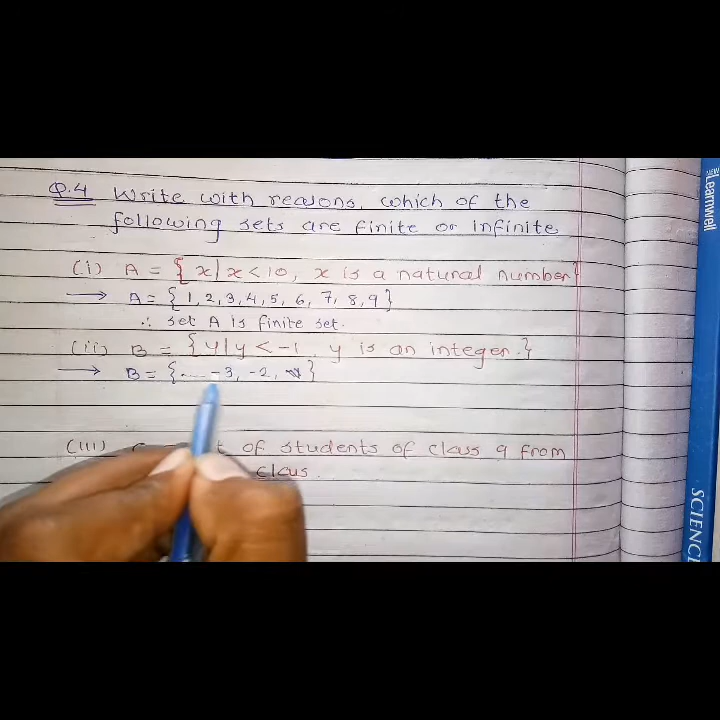 Q.4 Write with reasons, which of the
following sets are finite or infinite
(i) A = { x | x < 10, x is a natural number}
→ A = { 1, 2, 3, 4, 5, 6, 7, 8, 9 }
∴ set A is finite set.
(ii) B = { y | y < -1, y is an integer. }
→ B = { ..... -3, -2, }
(iii) of students of class 9 from
class.
NEW
Learnwell
SCIENC